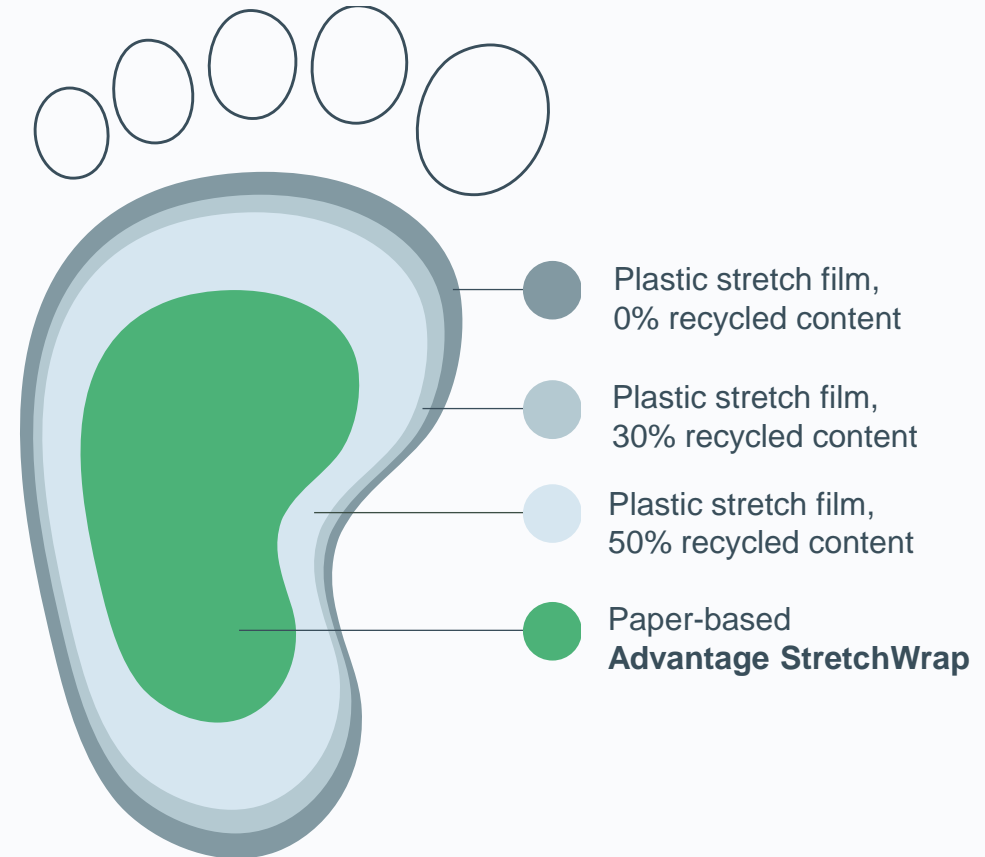 Plastic stretch film,
0% recycled content
Plastic stretch film,
30% recycled content
Plastic stretch film,
50% recycled content
Paper-based
Advantage StretchWrap